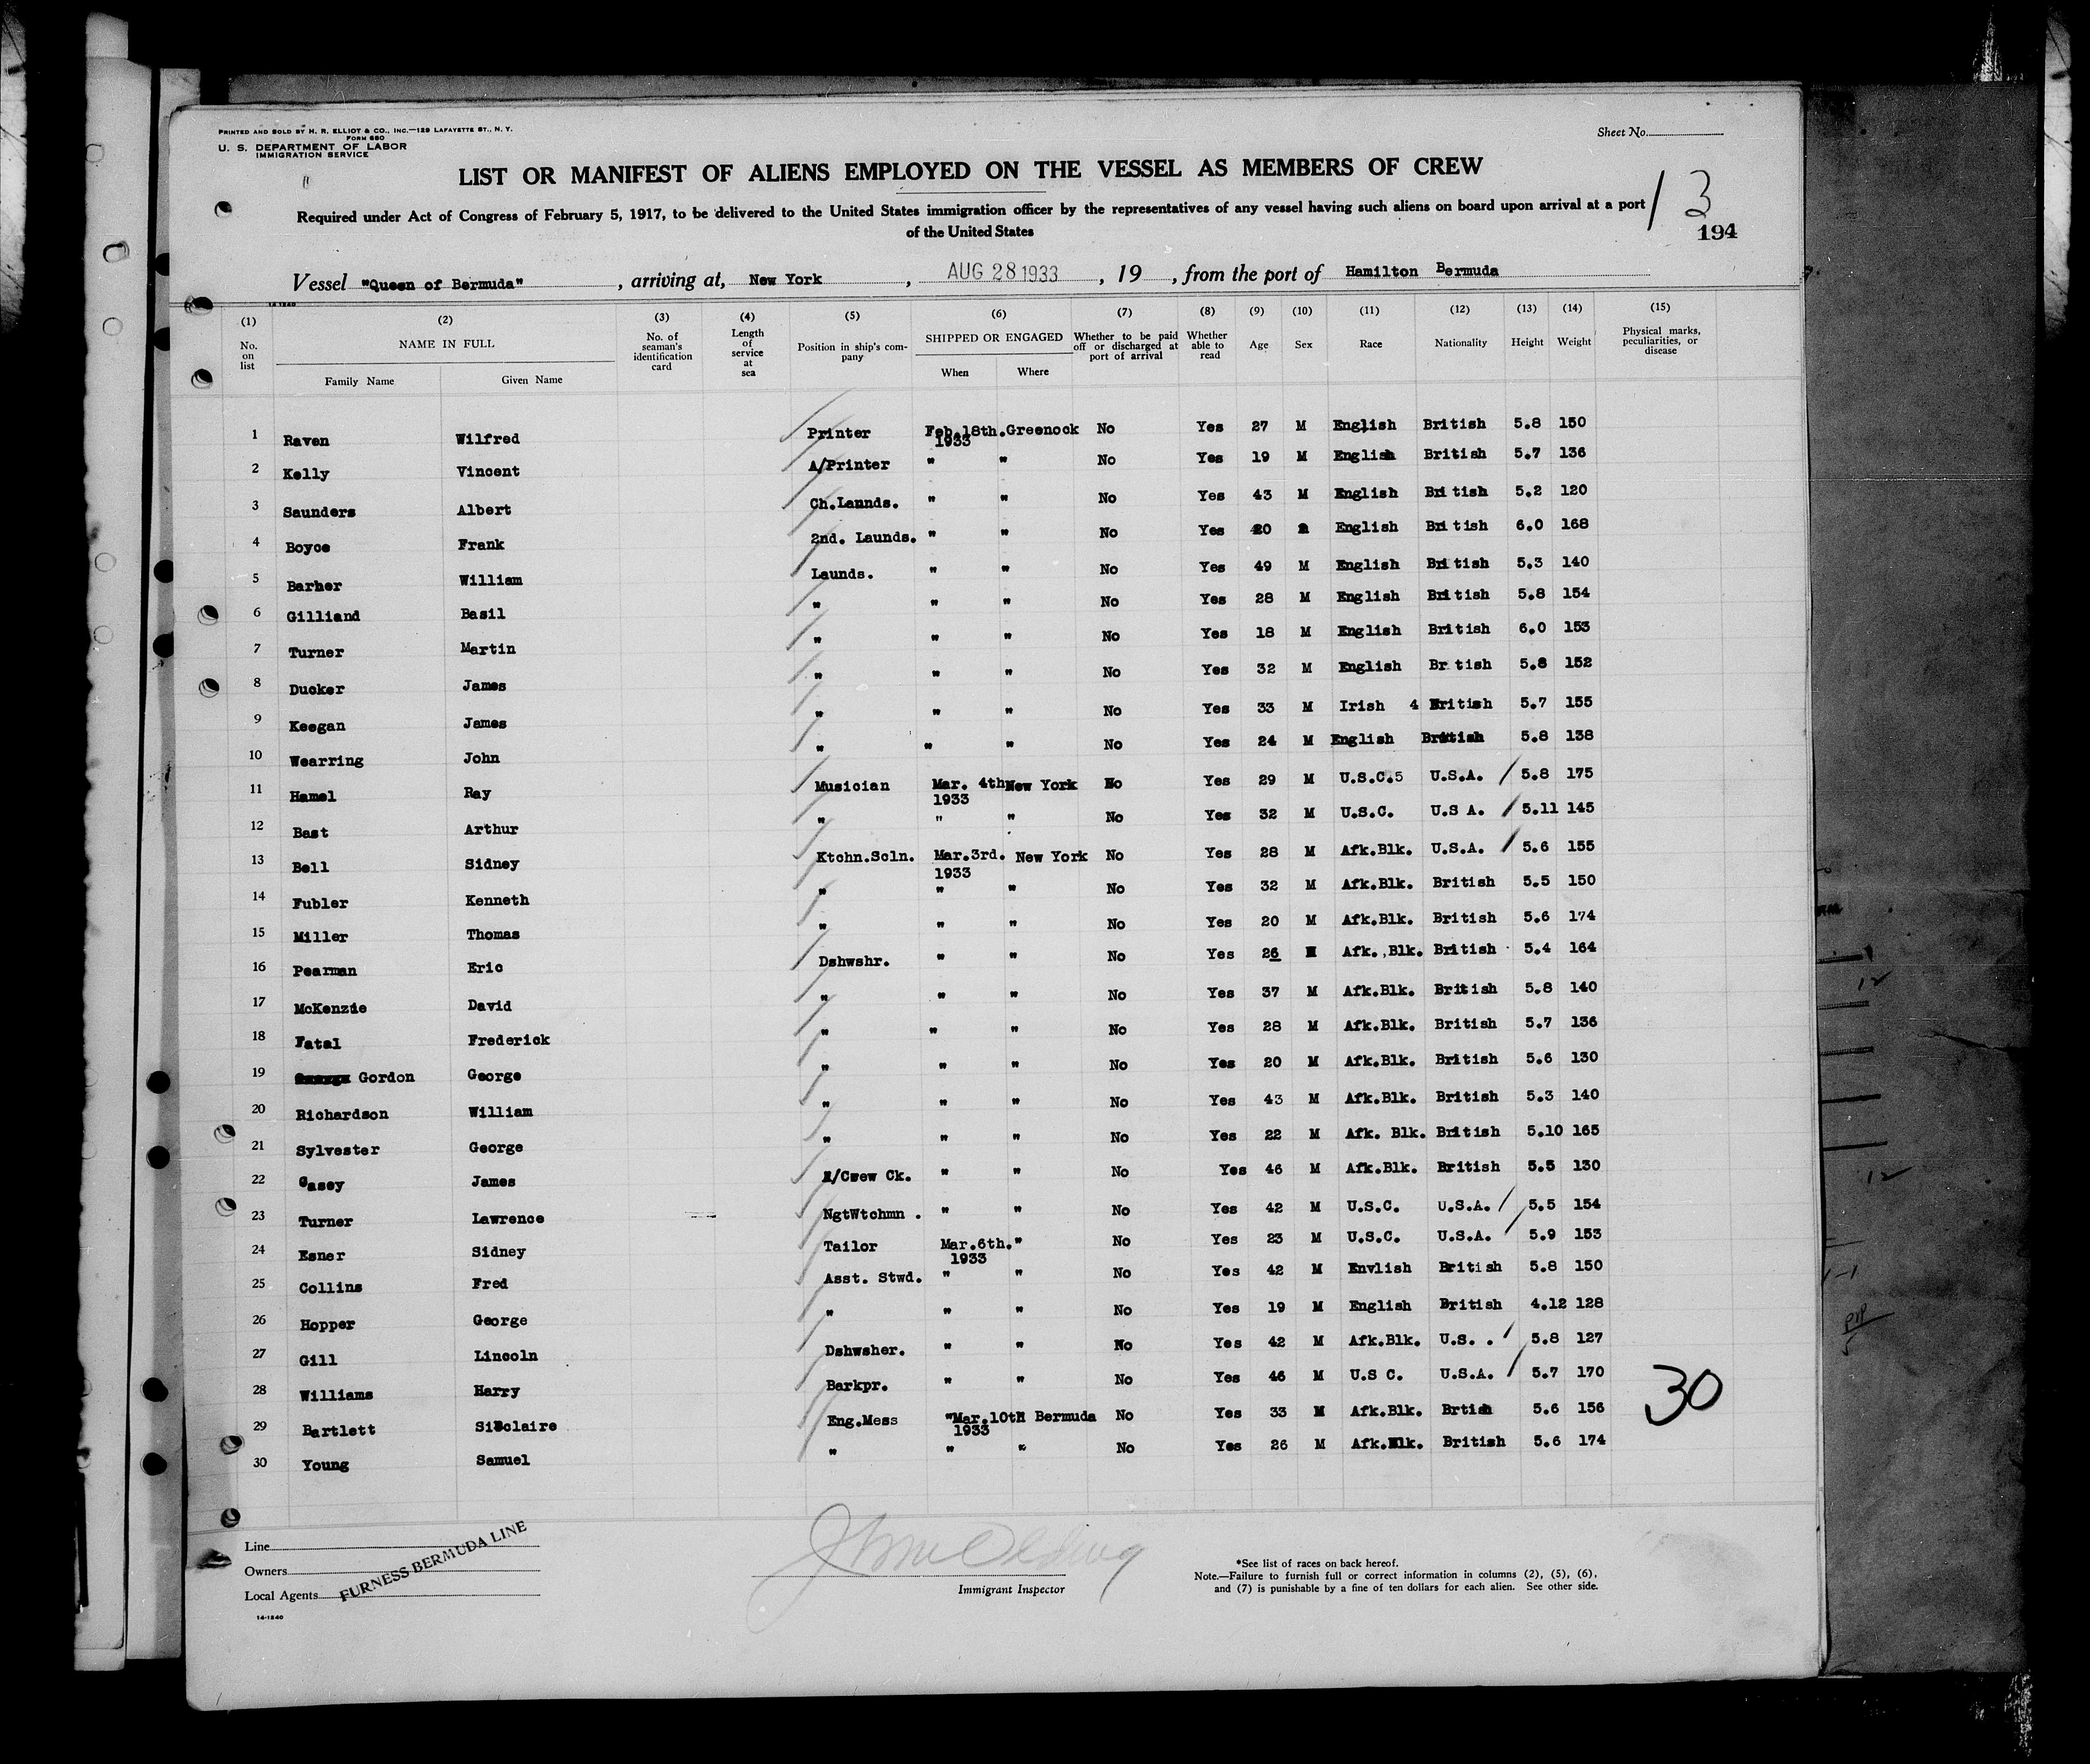 PRINTED AND SOLD BY H. R. ELLIOT & CO., INC.—129 LAFAYETTE ST., N. Y.
FORM 680
U. S. DEPARTMENT OF LABOR
IMMIGRATION SERVICE
Sheet No.
LIST OR MANIFEST OF ALIENS EMPLOYED ON THE VESSEL AS MEMBERS OF CREW
Required under Act of Congress of February 5, 1917, to be delivered to the United States immigration officer by the representatives of any vessel having such aliens on board upon arrival at a port
of the United States
13
194
Vessel "Queen of Bermuda" , arriving at, New York , AUG 28 1933 , 19 , from the port of Hamilton Bermuda
14-1240
(1) (2) (3) (4) (5) (6) (7) (8) (9) (10) (11) (12) (13) (14) (15)
No. on list NAME IN FULL Family Name Given Name No. of seaman's identification card Length of service at sea Position in ship's company SHIPPED OR ENGAGED When Where Whether to be paid off or discharged at port of arrival Whether able to read Age Sex Race Nationality Height Weight Physical marks, peculiarities, or disease
1 Raven Wilfred Printer Feb.18th. 1933 Greenock No Yes 27 M English British 5.8 150
2 Kelly Vincent A/Printer " " No Yes 19 M English British 5.7 136
3 Saunders Albert Ch.Launds. " " No Yes 43 M English British 5.2 120
4 Boyce Frank 2nd. Launds. " " No Yes 20 English British 6.0 168
5 Barher William Launds. " " No Yes 49 M English British 5.3 140
6 Gilliand Basil " " " No Yes 28 M English British 5.8 154
7 Turner Martin " " " No Yes 18 M English British 6.0 153
8 Ducker James " " " No Yes 32 M English Br tish 5.8 152
9 Keegan James " " " No Yes 33 M Irish 4 British 5.7 155
10 Wearring John " " " No Yes 24 M English British 5.8 138
11 Hamel Ray Musician Mar. 4th 1933 New York No Yes 29 M U.S.C.5 U.S.A. 5.8 175
12 Bast Arthur " " " No Yes 32 M U.S.C. U.S A. 5.11 145
13 Bell Sidney Ktchn.Scln. Mar.3rd. 1933 New York No Yes 28 M Afk.Blk. U.S.A. 5.6 155
14 Fubler Kenneth " " " No Yes 32 M Afk.Blk. British 5.5 150
15 Miller Thomas " " " No Yes 20 M Afk.Blk. British 5.6 174
16 Pearman Eric Dshwshr. " " No Yes 26 M Afk.,Blk. British 5.4 164
17 McKenzie David " " " No Yes 37 M Afk.Blk. British 5.8 140
18 Fatal Frederick " " " No Yes 28 M Afk.Blk. British 5.7 136
19 Gordon George " " " No Yes 20 M Afk.Blk. British 5.6 130
20 Richardson William " " " No Yes 43 M Afk.Blk. British 5.3 140
21 Sylvester George " " " No Yes 22 M Afk. Blk. British 5.10 165
22 Casey James /Crew Ck. " " No Yes 46 M Afk.Blk. British 5.5 130
23 Turner Lawrence NgtWtchmn . " " No Yes 42 M U.S.C. U.S.A. 5.5 154
24 Esner Sidney Tailor Mar.6th. 1933 " No Yes 23 M U.S.C. U.S.A. 5.9 153
25 Collins Fred Asst. Stwd. " " No Yes 42 M Envlish British 5.8 150
26 Hopper George " " " No Yes 19 M English British 4.12 128
27 Gill Lincoln Dshwsher. " " No Yes 42 M Afk.Blk. U.S. . 5.8 127
28 Williams Harry Barkpr. " " No Yes 46 M U.S C. U.S.A. 5.7 170
29 Bartlett Sinclaire Eng.Mess "Mar.10th 1933 Bermuda No Yes 33 M Afk.Blk. Brtish 5.6 156
30 Young Samuel " " " No Yes 26 M Afk.Blk. British 5.6 174
30
Line
Owners
Local Agents
FURNESS BERMUDA LINE
14-1240
Immigrant Inspector
*See list of races on back hereof.
Note.—Failure to furnish full or correct information in columns (2), (5), (6),
and (7) is punishable by a fine of ten dollars for each alien. See other side.